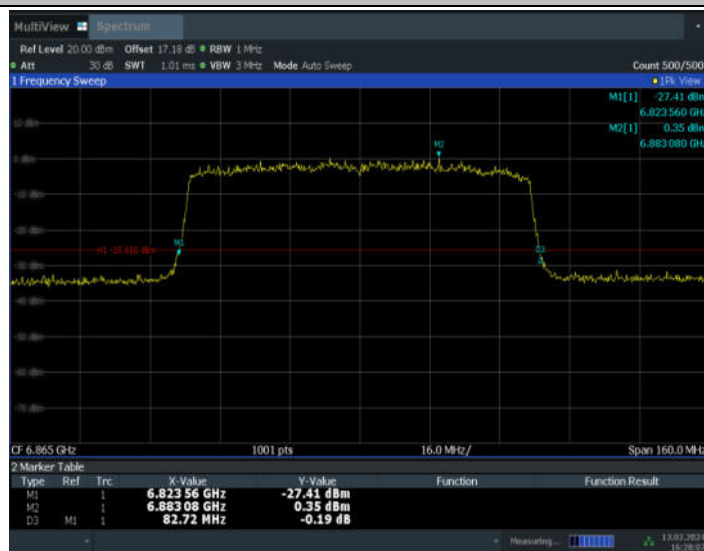 MultiView Spectrum
Ref Level 20.00 dBm Offset 17.18 dB RBW 1 MHz
Att 30 dB SWT 1.01 ms VBW 3 MHz Mode Auto Sweep Count 500/500
1 Frequency Sweep 1Pk View
M1[1] -27.41 dBm
6.823560 GHz
M2[1] 0.35 dBm
6.883080 GHz
10 dBm
0 dBm
M2
-10 dBm
-20 dBm
M1
D3
-30 dBm
-40 dBm
-50 dBm
-60 dBm
-70 dBm
CF 6.865 GHz 1001 pts 16.0 MHz/ Span 160.0 MHz
2 Marker Table
Type Ref Trc X-Value Y-Value Function Function Result
M1 1 6.823 56 GHz -27.41 dBm
M2 1 6.883 08 GHz 0.35 dBm
D3 M1 1 82.72 MHz -0.19 dB
Measuring... 13.02.2024